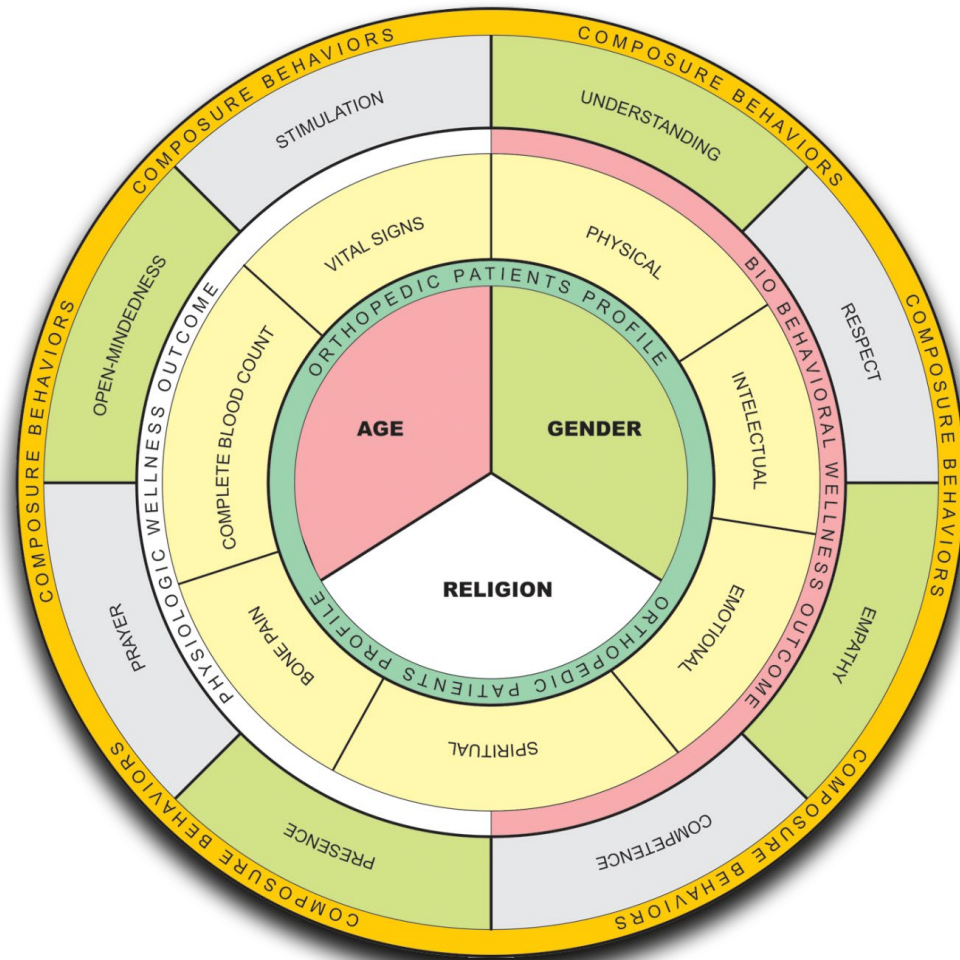 COMPOSURE BEHAVIORS
COMPOSURE BEHAVIORS
COMPOSURE BEHAVIORS
COMPOSURE BEHAVIORS
COMPOSURE BEHAVIORS
COMPOSURE BEHAVIORS
COMPOSURE BEHAVIORS
UNDERSTANDING
RESPECT
EMPATHY
COMPETENCE
PRESENCE
PRAYER
OPEN-MINDEDNESS
STIMULATION
BIO BEHAVIORAL WELLNESS OUTCOME
PHYSIOLOGIC WELLNESS OUTCOME
PHYSICAL
INTELECTUAL
EMOTIONAL
SPIRITUAL
BONE PAIN
COMPLETE BLOOD COUNT
VITAL SIGNS
ORTHOPEDIC PATIENTS PROFILE
ORTHOPEDIC PATIENTS PROFILE
AGE
GENDER
RELIGION